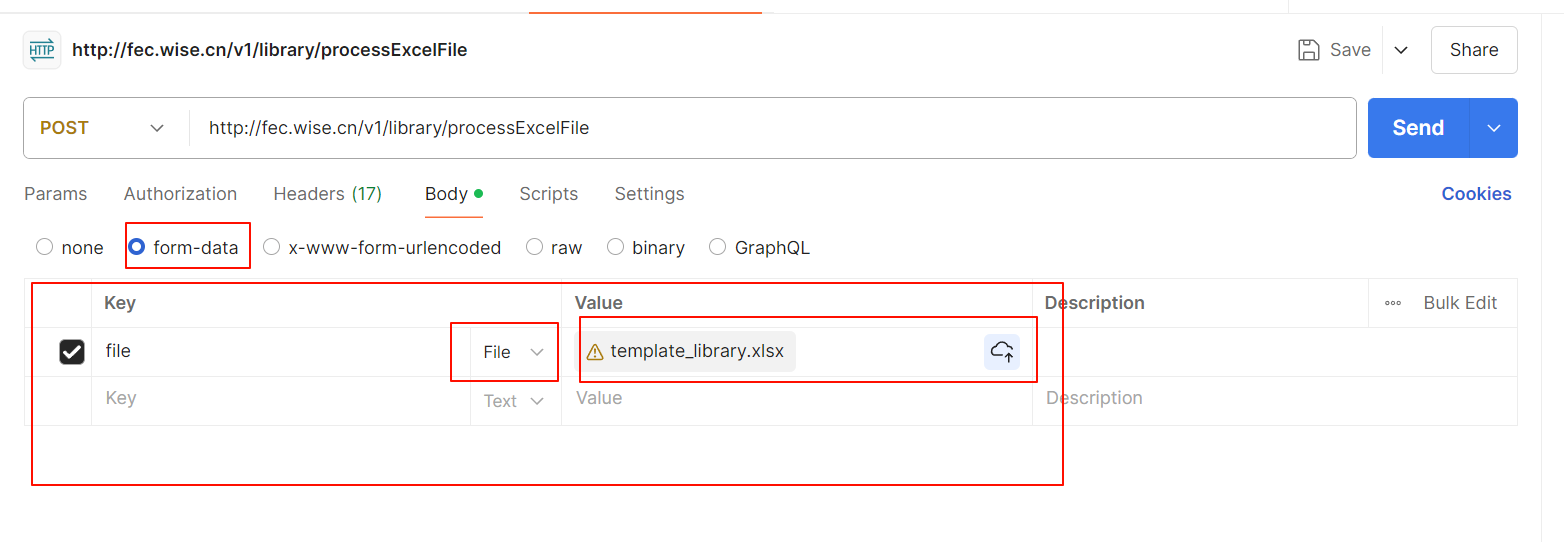 HTTP http://fec.wise.cn/v1/library/processExcelFile Save Share
POST http://fec.wise.cn/v1/library/processExcelFile Send
Params Authorization Headers (17) Body Scripts Settings Cookies
none form-data x-www-form-urlencoded raw binary GraphQL
Key Value Description Bulk Edit
file File template_library.xlsx
Key Text Value Description